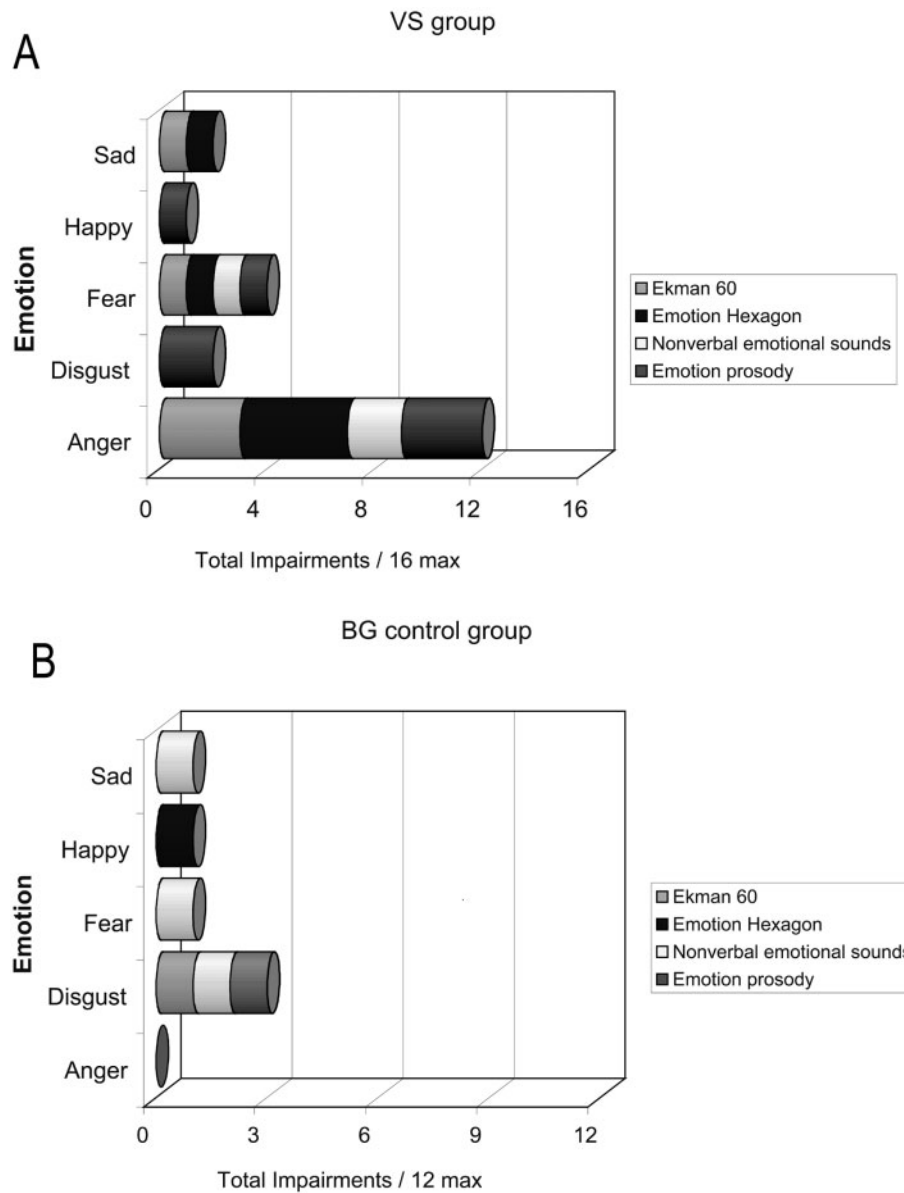 VS group
A
Sad
Happy
Fear
Disgust
Anger
Emotion
0 4 8 12 16
Total Impairments / 16 max
Ekman 60
Emotion Hexagon
Nonverbal emotional sounds
Emotion prosody
BG control group
B
Sad
Happy
Fear
Disgust
Anger
Emotion
0 3 6 9 12
Total Impairments / 12 max
Ekman 60
Emotion Hexagon
Nonverbal emotional sounds
Emotion prosody